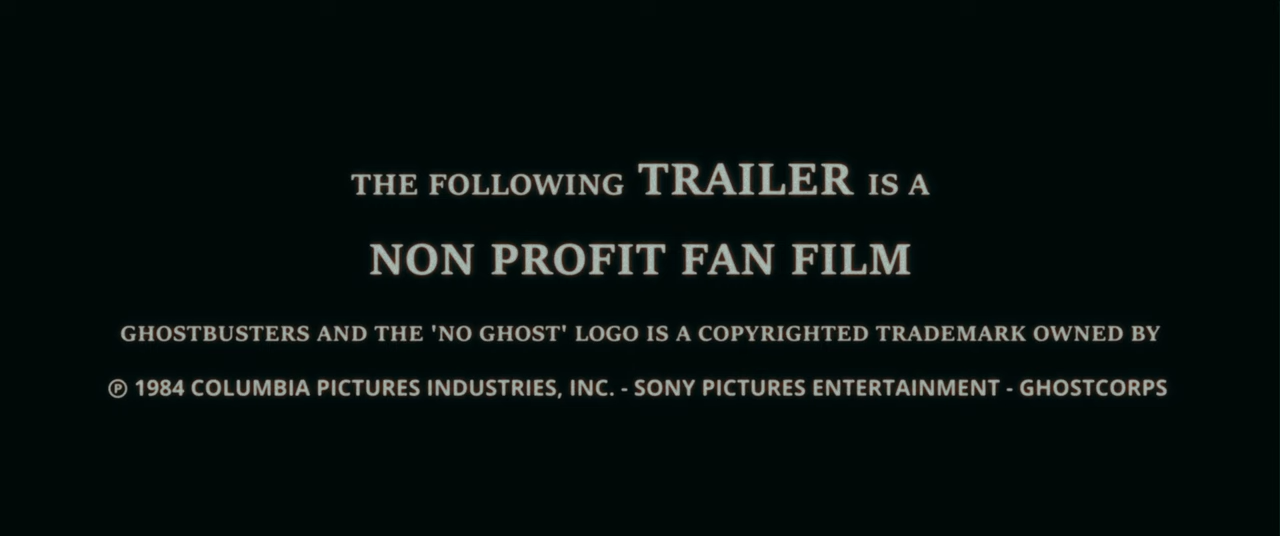 THE FOLLOWING TRAILER IS A
NON PROFIT FAN FILM
GHOSTBUSTERS AND THE 'NO GHOST' LOGO IS A COPYRIGHTED TRADEMARK OWNED BY
℗ 1984 COLUMBIA PICTURES INDUSTRIES, INC. - SONY PICTURES ENTERTAINMENT - GHOSTCORPS